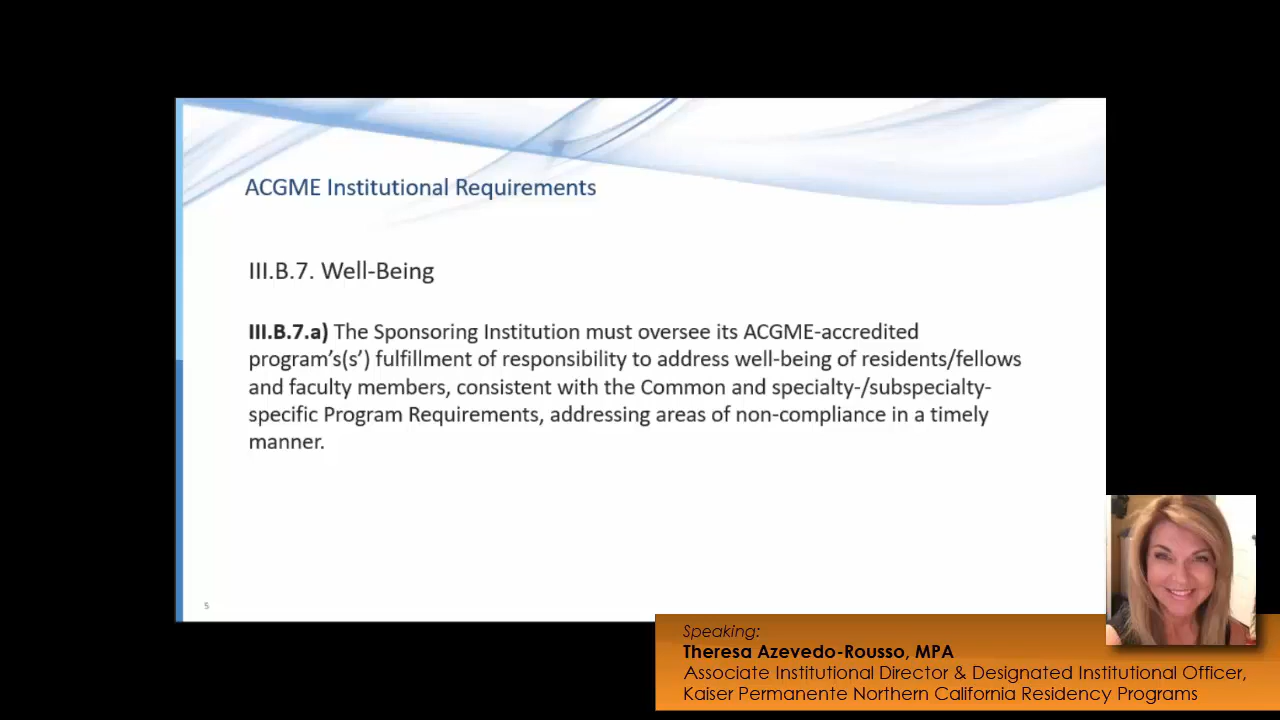 ACGME Institutional Requirements
III.B.7. Well-Being
III.B.7.a) The Sponsoring Institution must oversee its ACGME-accredited
program’s(s’) fulfillment of responsibility to address well-being of residents/fellows
and faculty members, consistent with the Common and specialty-/subspecialty-
specific Program Requirements, addressing areas of non-compliance in a timely
manner.
5
Speaking:
Theresa Azevedo-Rousso, MPA
Associate Institutional Director & Designated Institutional Officer,
Kaiser Permanente Northern California Residency Programs